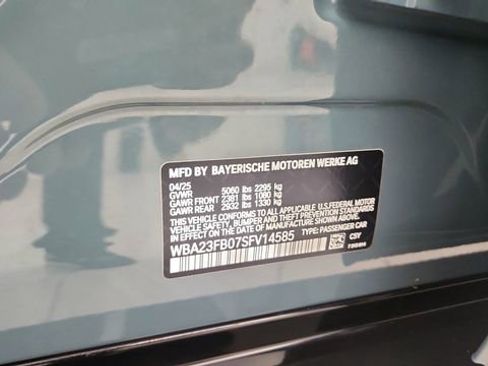 MFD BY BAYERISCHE MOTOREN WERKE AG
04/25
GVWR 5060 lbs 2295 kg
GAWR FRONT 2381 lbs 1080 kg
GAWR REAR 2932 lbs 1330 kg
THIS VEHICLE CONFORMS TO ALL APPLICABLE U.S. FEDERAL MOTOR
VEHICLE SAFETY, BUMPER, AND THEFT PREVENTION STANDARDS IN
EFFECT ON THE DATE OF MANUFACTURE SHOWN ABOVE.
WBA23FB07SFV14585 TYPE: PASSENGER CAR
CSY